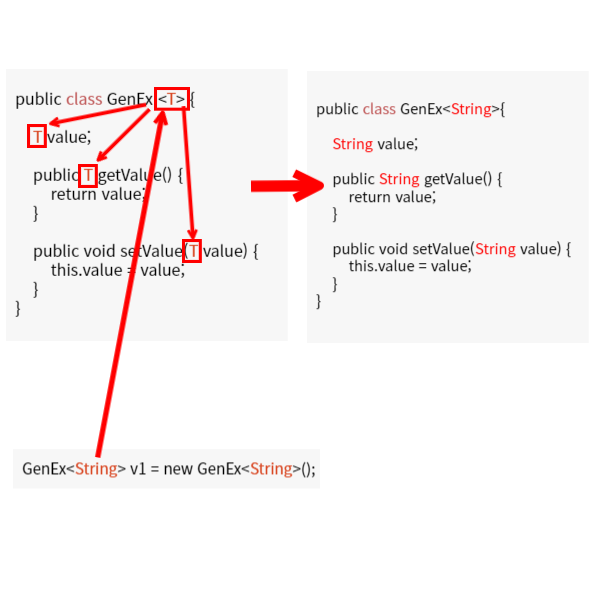 public class GenEx <T> {
T value;
public T getValue() {
return value;
}
public void setValue(T value) {
this.value = value;
}
}
public class GenEx<String>{
String value;
public String getValue() {
return value;
}
public void setValue(String value) {
this.value = value;
}
}
GenEx<String> v1 = new GenEx<String>();